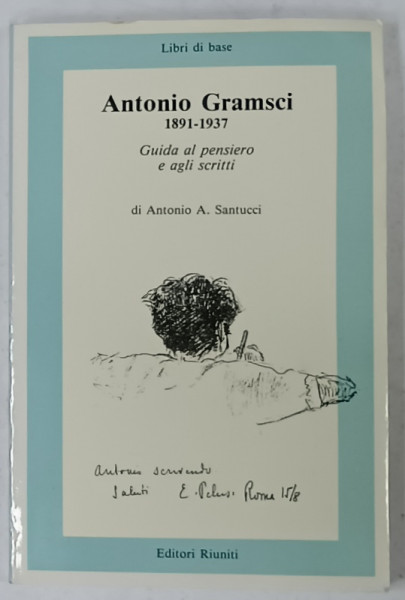 Libri di base
Antonio Gramsci
1891-1937
Guida al pensiero
e agli scritti
di Antonio A. Santucci
Antonio scrivendo
Saluti E. Roma 15/8
Editori Riuniti